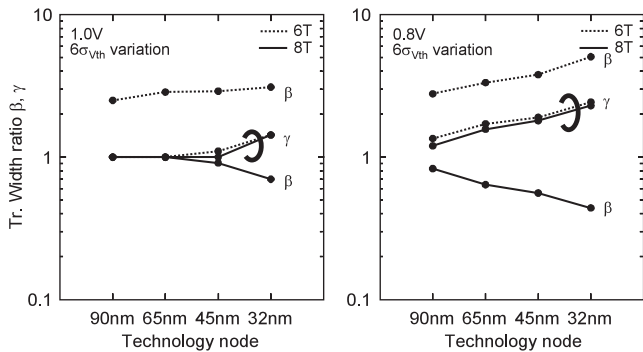 Tr. Width ratio β, γ
10
1
0.1
1.0V
6σVth variation
6T
8T
β
γ
β
90nm 65nm 45nm 32nm
Technology node
10
1
0.1
0.8V
6σVth variation
6T
8T
β
γ
β
90nm 65nm 45nm 32nm
Technology node